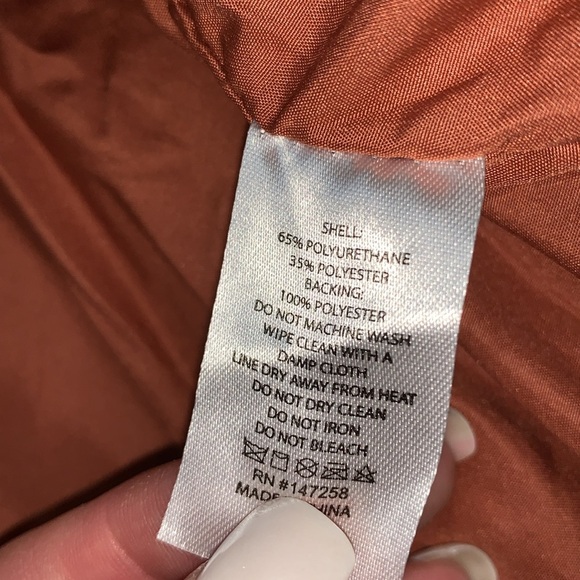 SHELL:
65% POLYURETHANE
35% POLYESTER
BACKING:
100% POLYESTER
DO NOT MACHINE WASH
WIPE CLEAN WITH A
DAMP CLOTH
LINE DRY AWAY FROM HEAT
DO NOT DRY CLEAN
DO NOT IRON
DO NOT BLEACH
RN #147258
MADE